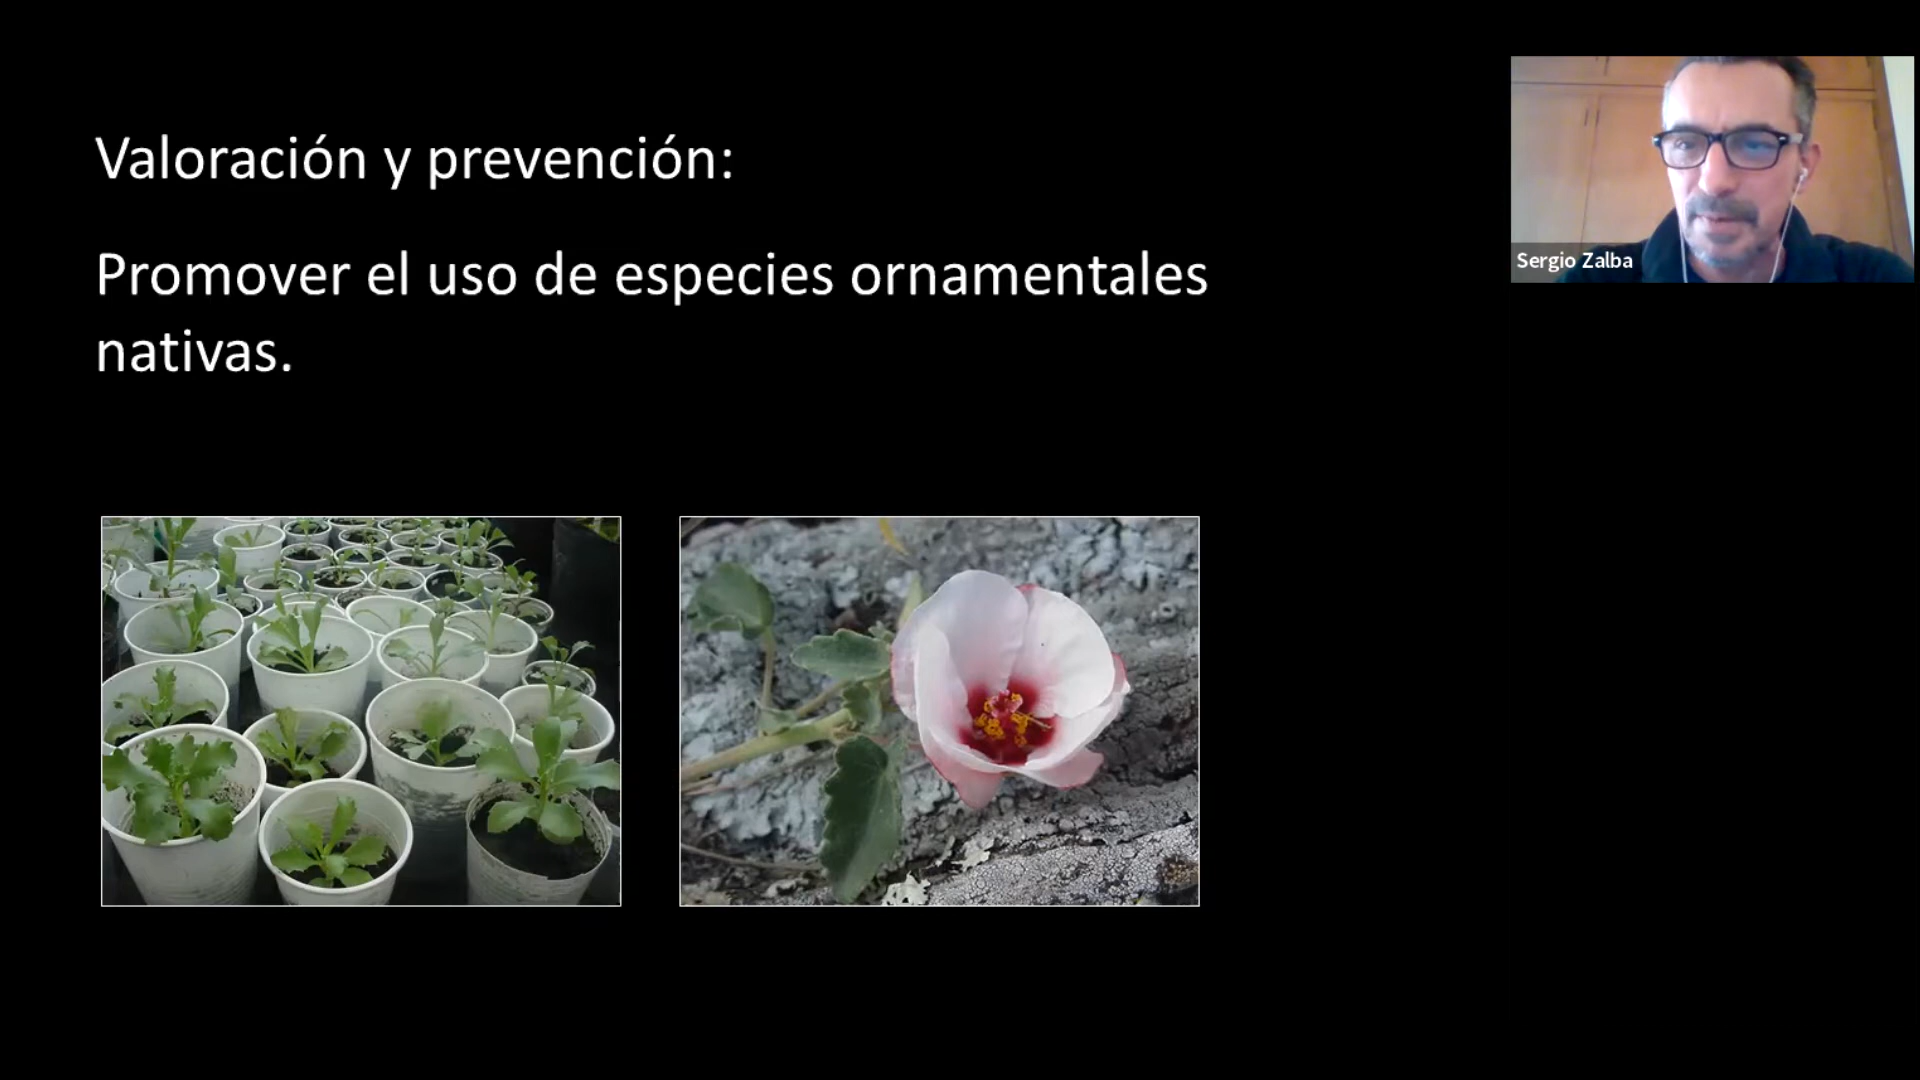 Valoración y prevención:
Promover el uso de especies ornamentales
nativas.
Sergio Zalba